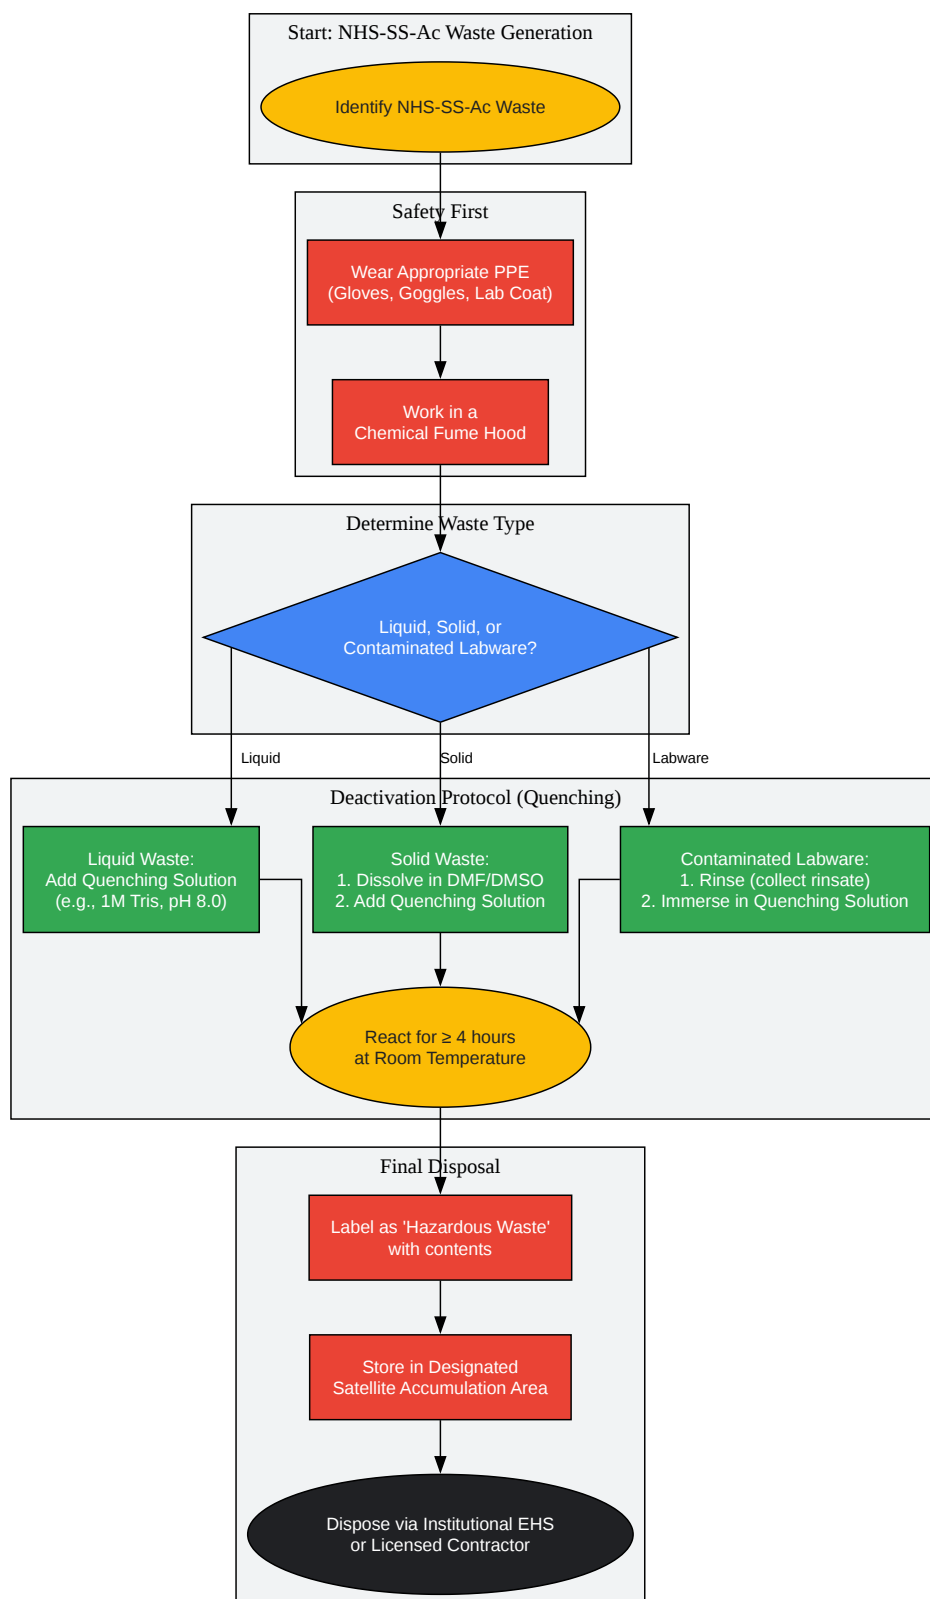 Start: NHS-SS-Ac Waste Generation
Identify NHS-SS-Ac Waste
Safety First
Wear Appropriate PPE
(Gloves, Goggles, Lab Coat)
Work in a
Chemical Fume Hood
Determine Waste Type
Liquid, Solid, or
Contaminated Labware?
Liquid
Solid
Labware
Deactivation Protocol (Quenching)
Liquid Waste:
Add Quenching Solution
(e.g., 1M Tris, pH 8.0)
Solid Waste:
1. Dissolve in DMF/DMSO
2. Add Quenching Solution
Contaminated Labware:
1. Rinse (collect rinsate)
2. Immerse in Quenching Solution
React for ≥ 4 hours
at Room Temperature
Final Disposal
Label as 'Hazardous Waste'
with contents
Store in Designated
Satellite Accumulation Area
Dispose via Institutional EHS
or Licensed Contractor